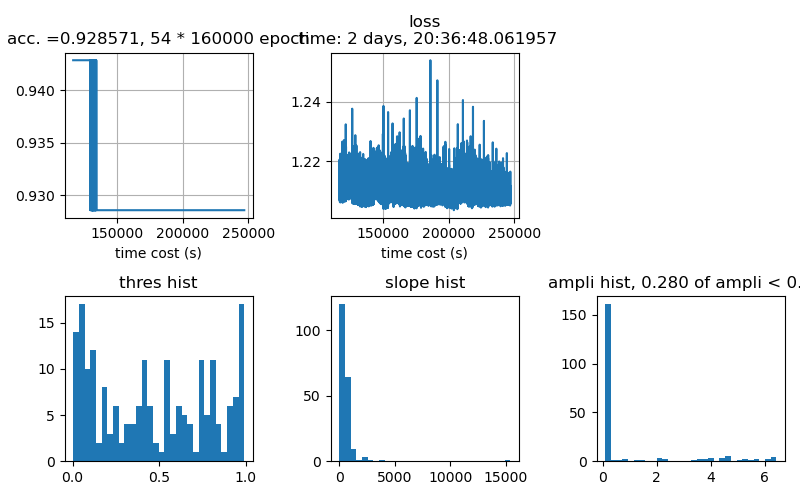 loss
acc. =0.928571, 54 * 160000 epoch
time: 2 days, 20:36:48.061957
0.940
0.935
0.930
150000 200000 250000
time cost (s)
1.24
1.22
150000 200000 250000
time cost (s)
thres hist
15
10
5
0
0.0 0.5 1.0
slope hist
100
50
0
0 5000 10000 15000
ampli hist, 0.280 of ampli < 0.
150
100
50
0
0 2 4 6